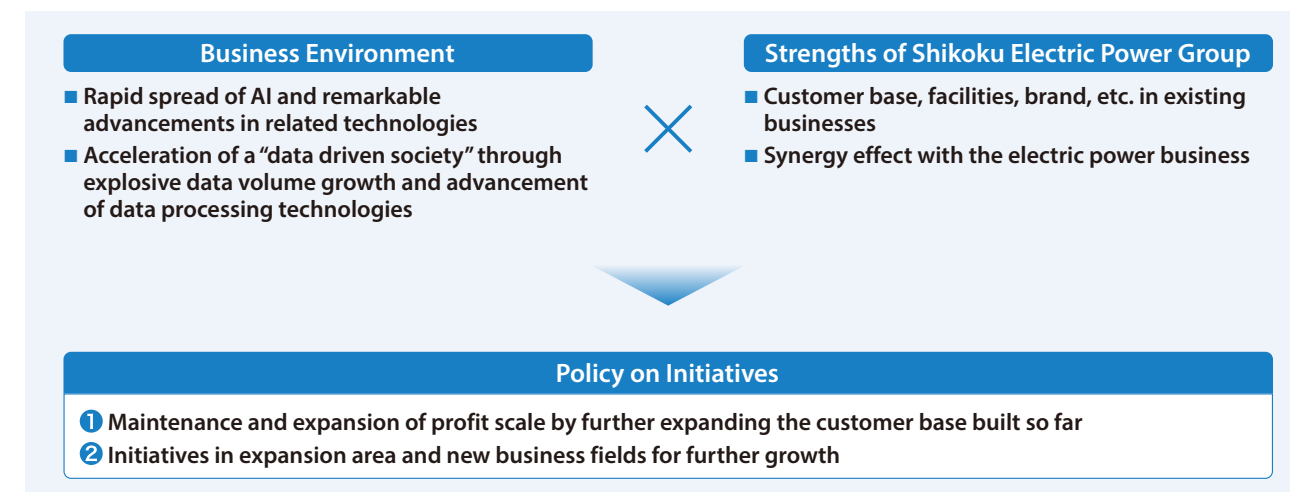 Business Environment
■ Rapid spread of AI and remarkable
advancements in related technologies
■ Acceleration of a “data driven society” through
explosive data volume growth and advancement
of data processing technologies
Strengths of Shikoku Electric Power Group
■ Customer base, facilities, brand, etc. in existing
businesses
■ Synergy effect with the electric power business
Policy on Initiatives
❶ Maintenance and expansion of profit scale by further expanding the customer base built so far
❷ Initiatives in expansion area and new business fields for further growth